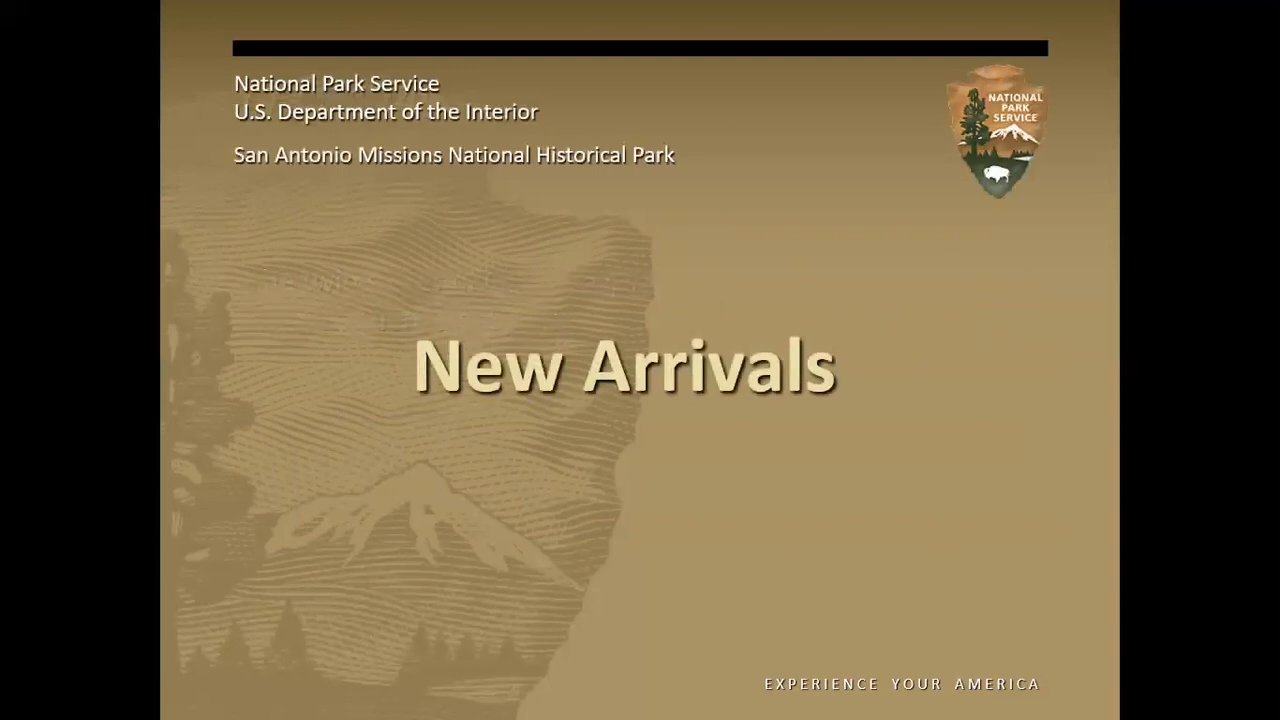 National Park Service
U.S. Department of the Interior
San Antonio Missions National Historical Park
NATIONAL
PARK
SERVICE
New Arrivals
EXPERIENCE YOUR AMERICA